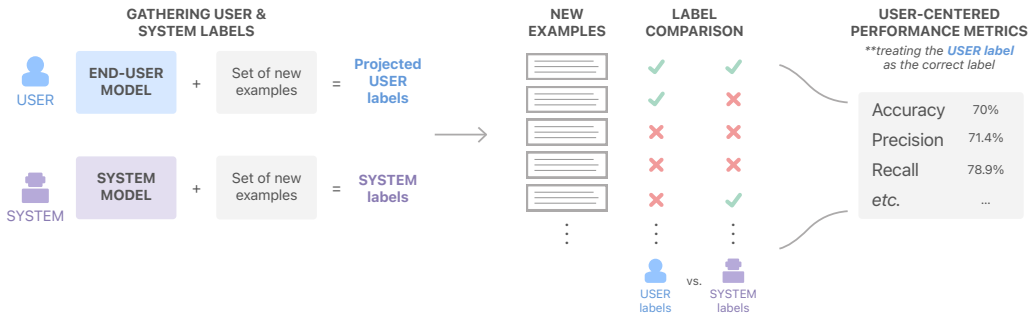 GATHERING USER &
SYSTEM LABELS
USER
END-USER
MODEL
+
Set of new
examples
=
Projected
USER
labels
SYSTEM
SYSTEM
MODEL
+
Set of new
examples
=
SYSTEM
labels
NEW
EXAMPLES
LABEL
COMPARISON
USER
labels
vs.
SYSTEM
labels
USER-CENTERED
PERFORMANCE METRICS
**treating the USER label
as the correct label
Accuracy 70%
Precision 71.4%
Recall 78.9%
etc. ...